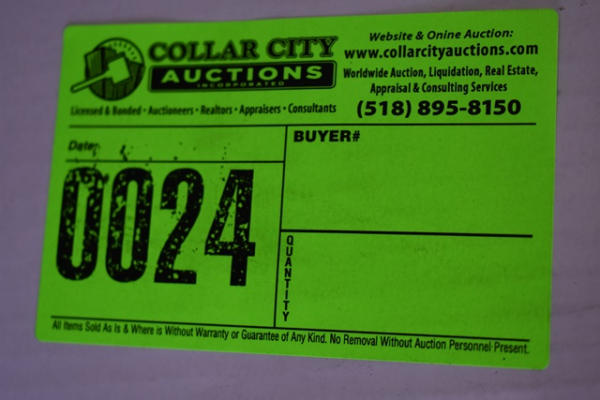 COLLAR CITY
AUCTIONS
INCORPORATED
Licensed & Bonded • Auctioneers • Realtors • Appraisers • Consultants
Website & Onine Auction:
www.collarcityauctions.com
Worldwide Auction, Liquidation, Real Estate,
Appraisal & Consulting Services
(518) 895-8150
Date:
0024
BUYER#
QUANTITY
All Items Sold As Is & Where is Without Warranty or Guarantee of Any Kind. No Removal Without Auction Personnel Present.